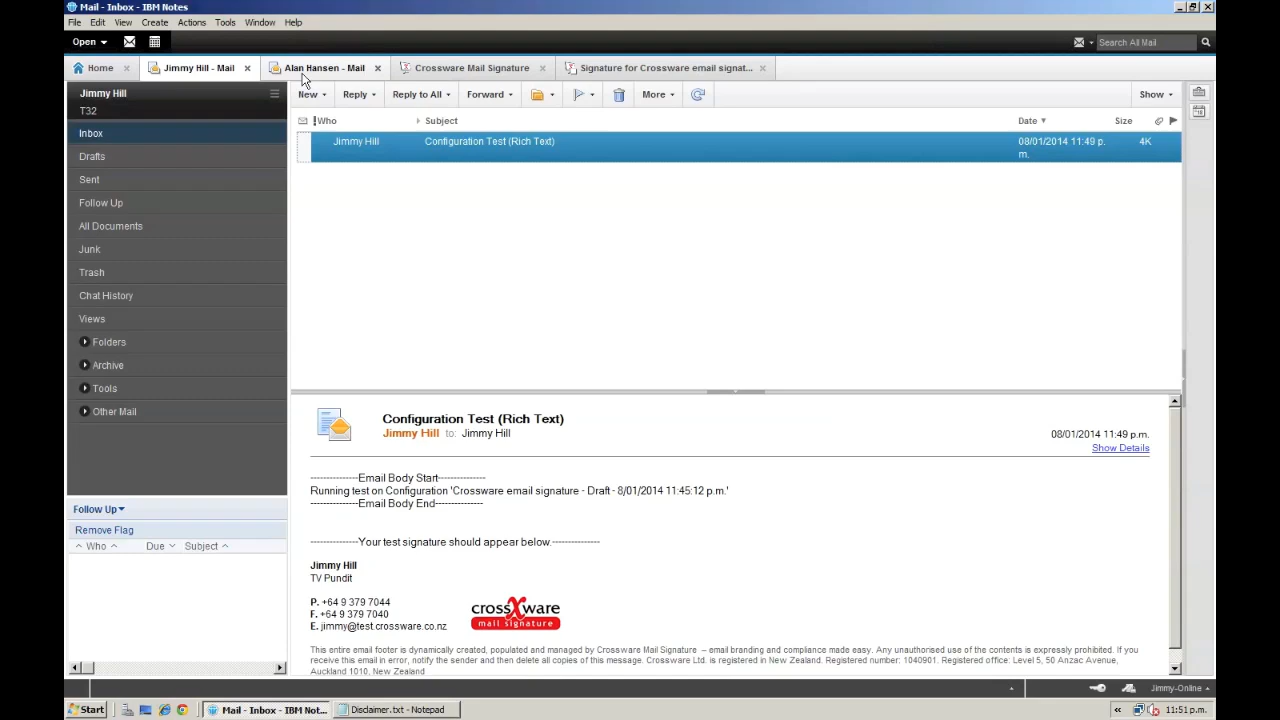 Mail - Inbox - IBM Notes
File Edit View Create Actions Tools Window Help
Open Search All Mail
Home Jimmy Hill - Mail Alan Hansen - Mail Crossware Mail Signature Signature for Crossware email signat...
Jimmy Hill
T32
New Reply Reply to All Forward More Show
! Who Subject Date Size
Jimmy Hill Configuration Test (Rich Text) 08/01/2014 11:49 p. 4K
m.
Inbox
Drafts
Sent
Follow Up
All Documents
Junk
Trash
Chat History
Views
Folders
Archive
Tools
Other Mail
Follow Up
Remove Flag
Who Due Subject
Configuration Test (Rich Text)
Jimmy Hill to: Jimmy Hill
08/01/2014 11:49 p.m.
Show Details
--------------Email Body Start--------------
Running test on Configuration 'Crossware email signature - Draft - 8/01/2014 11:45:12 p.m.'
--------------Email Body End--------------
--------------Your test signature should appear below.--------------
Jimmy Hill
TV Pundit
P. +64 9 379 7044
F. +64 9 379 7040
E. jimmy@test.crossware.co.nz
crossXware
mail signature
This entire email footer is dynamically created, populated and managed by Crossware Mail Signature – email branding and compliance made easy. Any unauthorised use of the contents is expressly prohibited. If
you receive this email in error, notify the sender and then delete all copies of this message. Crossware Ltd. is registered in New Zealand. Registered number: 1040901. Registered office: Level 5, 50 Anzac Avenue,
Auckland 1010, New Zealand
Jimmy-Online
Start Mail - Inbox - IBM Not... Disclaimer.txt - Notepad « 11:51 p.m.